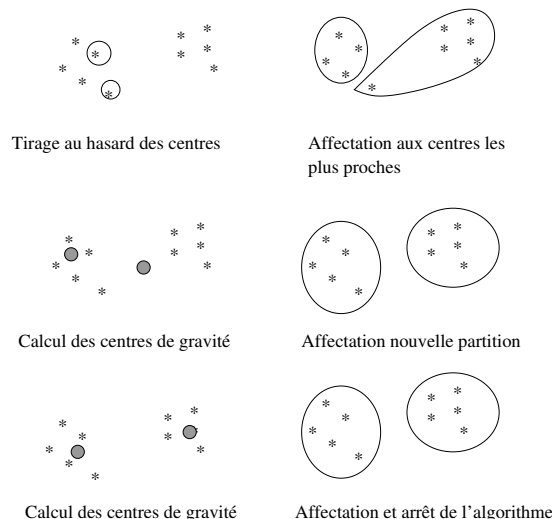 Tirage au hasard des centres
Affectation aux centres les
plus proches
Calcul des centres de gravité
Affectation nouvelle partition
Calcul des centres de gravité
Affectation et arrêt de l'algorithme